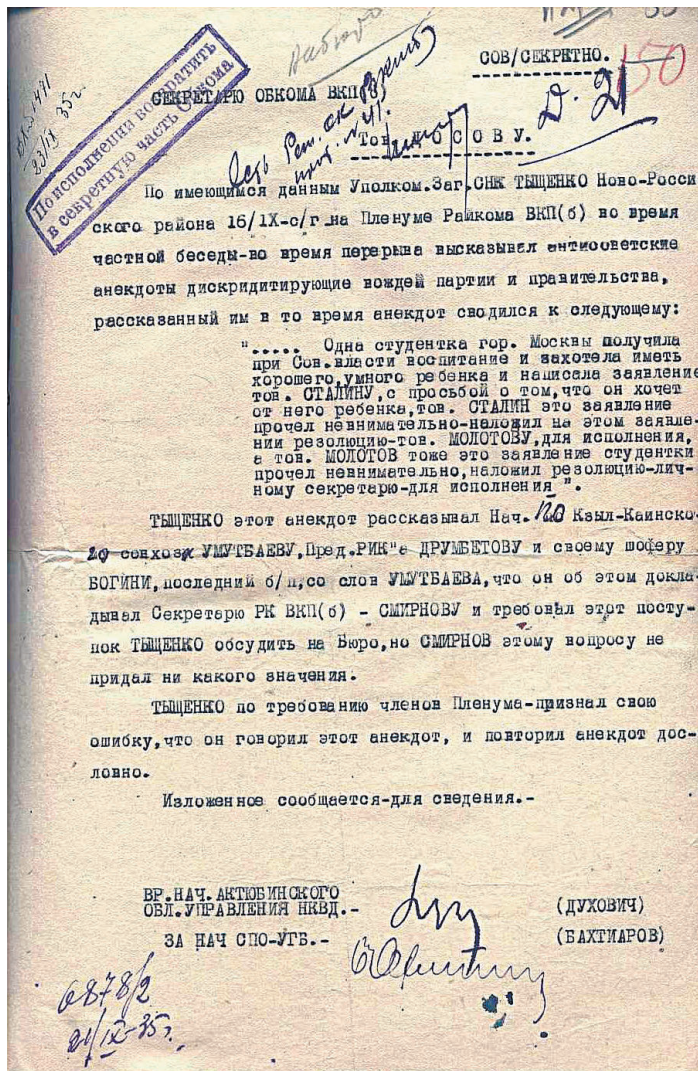 СОВ/СЕКРЕТНО.
150
Д. 21
По исполнении возвратить
в секретную часть Обкома
23/IX 35г.
СЕКРЕТАРЮ ОБКОМА ВКП(б)
Тов. ДОСОВУ.
Есть Реш.
По имеющимся данным Уполком.Заг.СНК ТЫЩЕНКО Ново-Росси
ского района 16/IX-с/г на Пленуме Райкома ВКП(б) во время
частной беседы-во время перерыва высказывал антисоветские
анекдоты дискридитирующие вождей партии и правительства,
рассказанный им в то время анекдот сводился к следующему:
"..... Одна студентка гор. Москвы получила
при Сов.власти воспитание и захотела иметь
хорошего,умного ребенка и написала заявление
тов. СТАЛИНУ,с просьбой о том,что он хочет
от него ребенка,тов. СТАЛИН это заявление
прочел невнимательно-наложил на этом заявле-
нии резолюцию-тов. МОЛОТОВУ,для исполнения,
а тов. МОЛОТОВ тоже это заявление студентки
прочел невнимательно,наложил резолюцию-лич-
ному секретарю-для исполнения ".
ТЫЩЕНКО этот анекдот рассказывал Нач. ПО Кзыл-Каинско-
го совхоза УМУТБАЕВУ,Пред.РИК"а ДРУМБЕТОВУ и своему шоферу
БОГИНИ,последний б/п,со слов УМУТБАЕВА,что он об этом докла-
дывал Секретарю РК ВКП(б) - СМИРНОВУ и требовал этот посту-
пок ТЫЩЕНКО обсудить на Бюро,но СМИРНОВ этому вопросу не
придал ни какого значения.
ТЫЩЕНКО по требованию членов Пленума-признал свою
ошибку,что он говорил этот анекдот, и повторил анекдот дос-
ловно.
Изложенное сообщается-для сведения.-
ВР.НАЧ.АКТЮБИНСКОГО
ОБЛ.УПРАВЛЕНИЯ НКВД.- (ДУХОВИЧ)
ЗА НАЧ СПО-УГБ.- (БАХТИАРОВ)
6878/2
21/IX-35г.